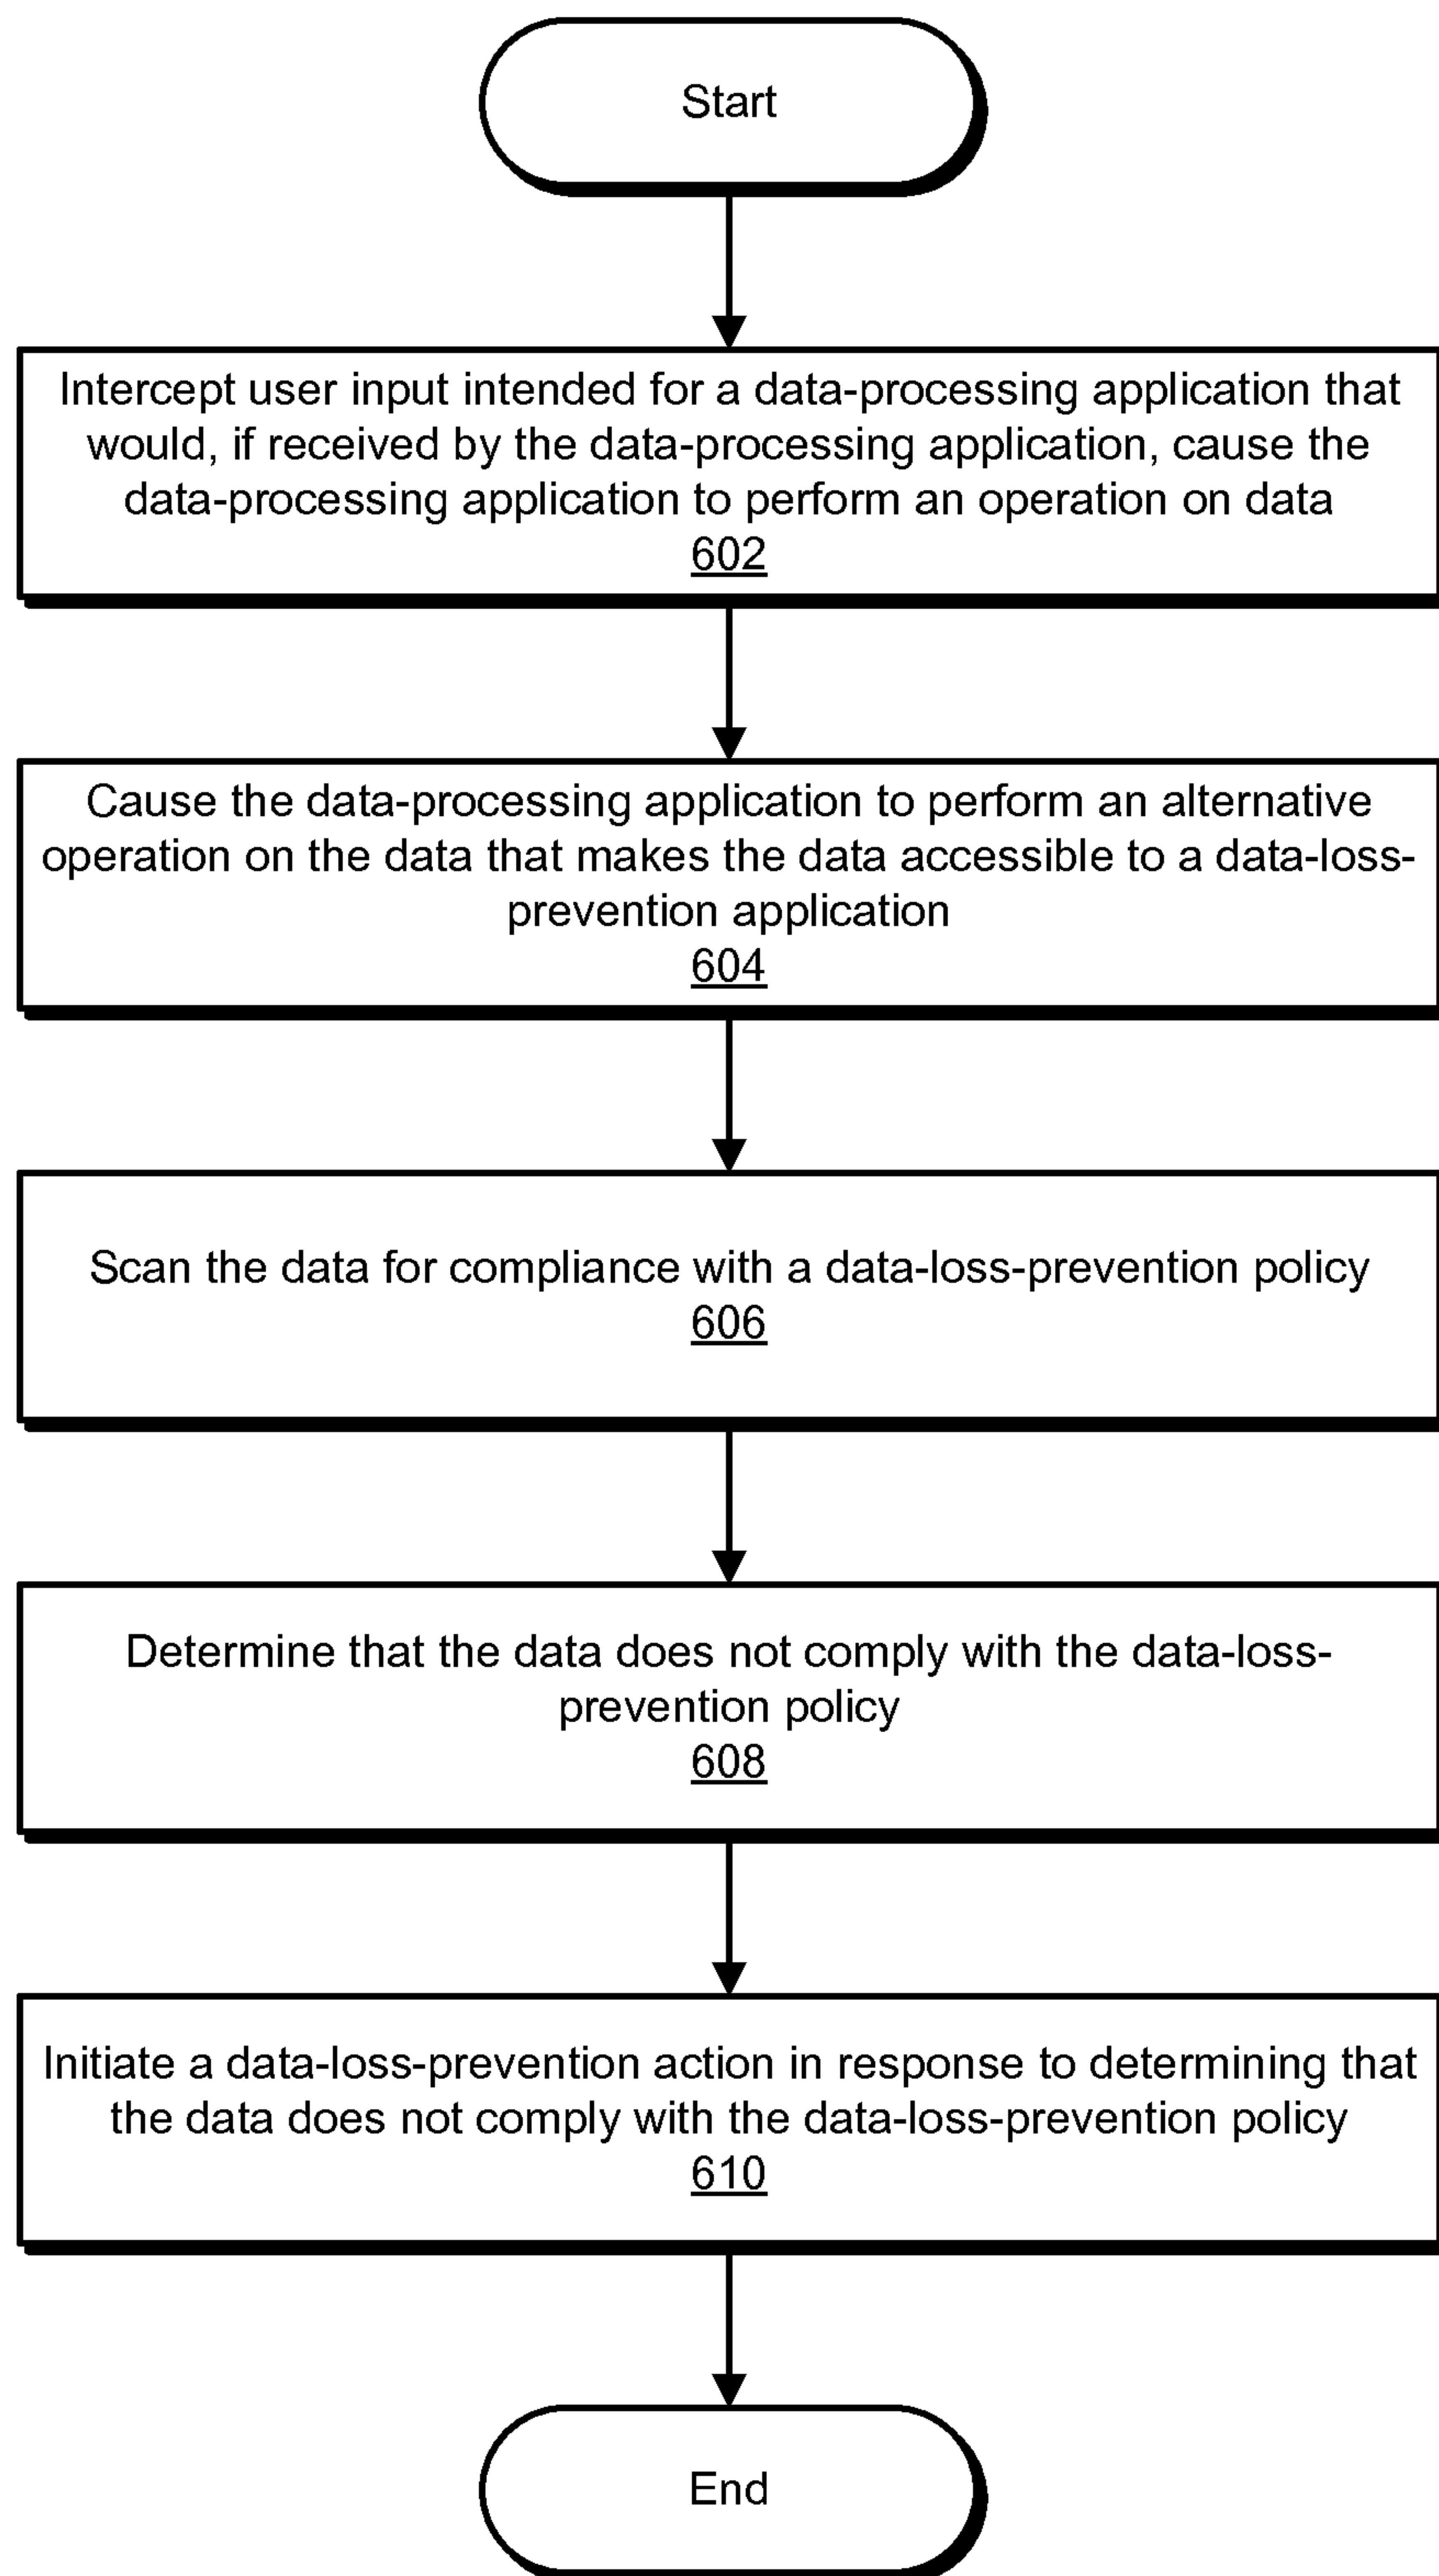 Start
Intercept user input intended for a data-processing application that
would, if received by the data-processing application, cause the
data-processing application to perform an operation on data
602
Cause the data-processing application to perform an alternative
operation on the data that makes the data accessible to a data-loss-
prevention application
604
Scan the data for compliance with a data-loss-prevention policy
606
Determine that the data does not comply with the data-loss-
prevention policy
608
Initiate a data-loss-prevention action in response to determining that
the data does not comply with the data-loss-prevention policy
610
End